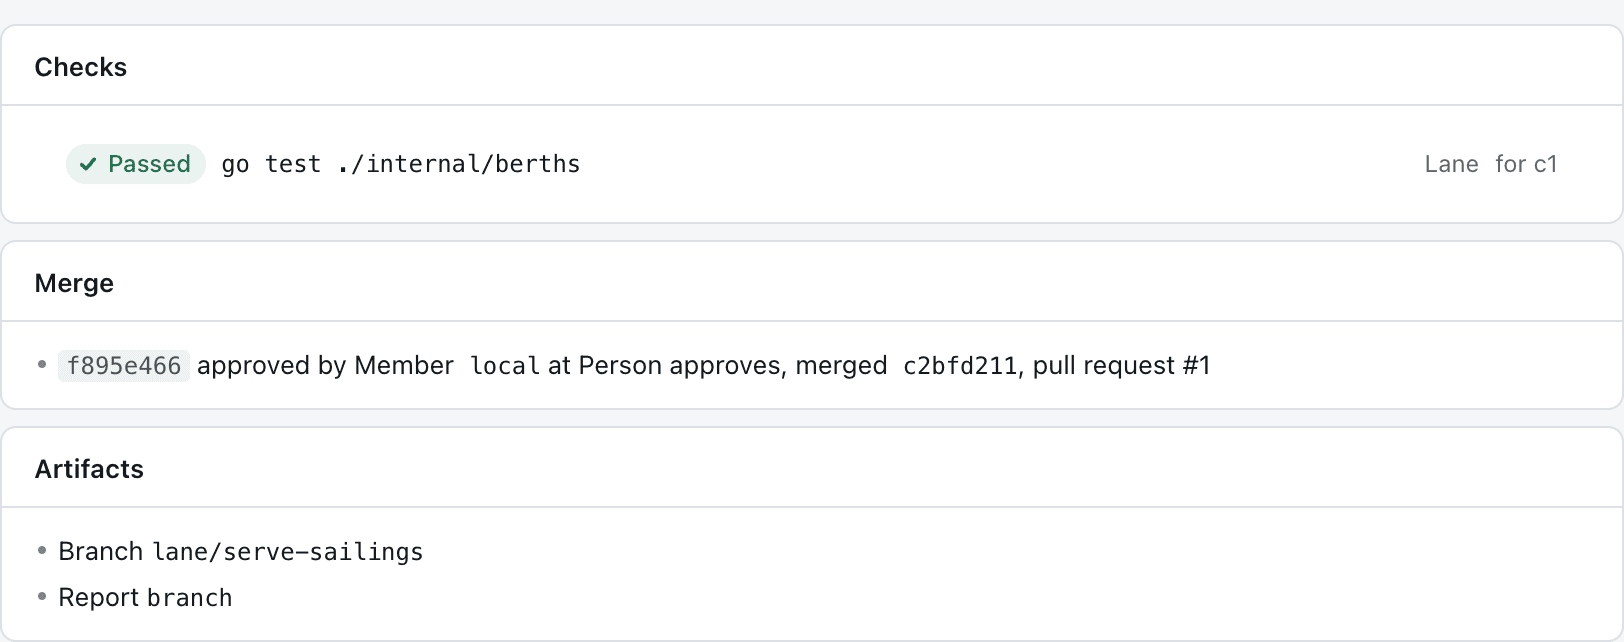 Checks
Passed go test ./internal/berths Lane for c1
Merge
f895e466 approved by Member local at Person approves, merged c2bfd211, pull request #1
Artifacts
Branch lane/serve-sailings
Report branch